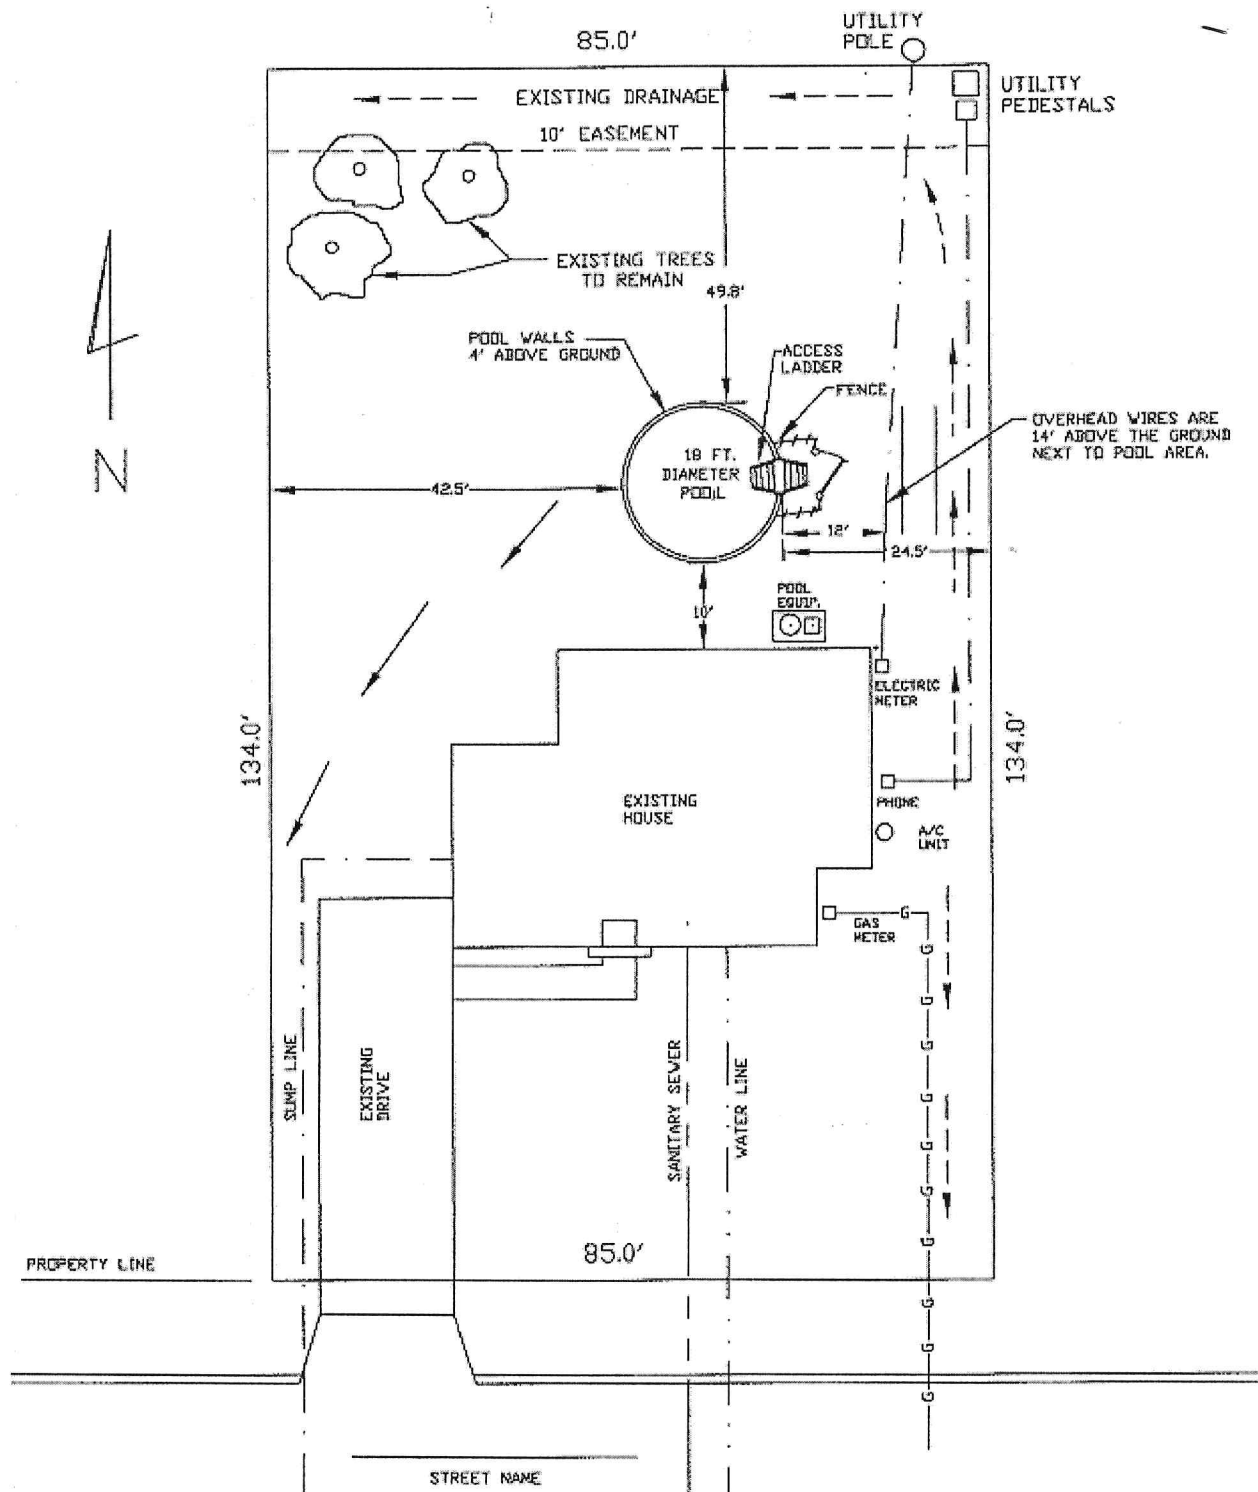 85.0'
UTILITY
POLE
UTILITY
PEDESTALS
EXISTING DRAINAGE
10' EASEMENT
EXISTING TREES
TO REMAIN
49.8'
N
POOL WALLS
4' ABOVE GROUND
ACCESS
LADDER
FENCE
OVERHEAD WIRES ARE
14' ABOVE THE GROUND
NEXT TO POOL AREA.
18 FT.
DIAMETER
POOL
42.5'
12'
24.5'
10'
POOL
EQUIP.
ELECTRIC
METER
134.0'
134.0'
EXISTING
HOUSE
PHONE
A/C
UNIT
GAS
METER
G
G
G
G
G
G
G
G
G
G
G
SUMP LINE
EXISTING
DRIVE
SANITARY SEWER
WATER LINE
85.0'
PROPERTY LINE
STREET NAME